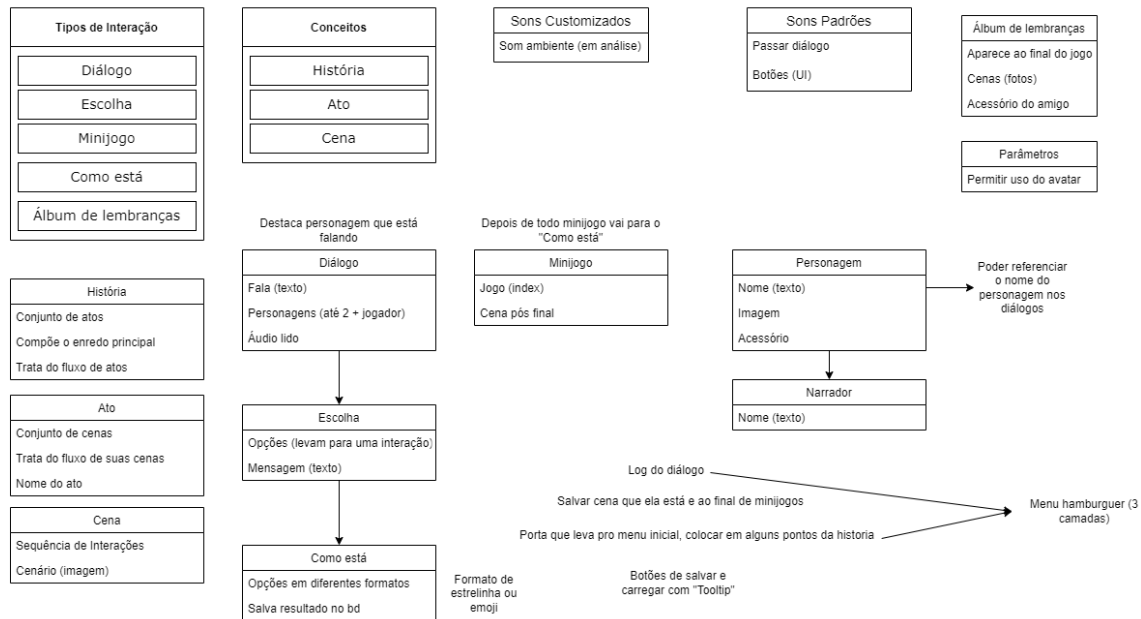 Tipos de Interação
Diálogo
Escolha
Minijogo
Como está
Álbum de lembranças
Conceitos
História
Ato
Cena
Sons Customizados
Som ambiente (em análise)
Sons Padrões
Passar diálogo
Botões (UI)
Álbum de lembranças
Aparece ao final do jogo
Cenas (fotos)
Acessório do amigo
Parâmetros
Permitir uso do avatar
História
Conjunto de atos
Compõe o enredo principal
Trata do fluxo de atos
Ato
Conjunto de cenas
Trata do fluxo de suas cenas
Nome do ato
Cena
Sequência de Interações
Cenário (imagem)
Destaca personagem que está
falando
Diálogo
Fala (texto)
Personagens (até 2 + jogador)
Áudio lido
Escolha
Opções (levam para uma interação)
Mensagem (texto)
Como está
Opções em diferentes formatos
Salva resultado no bd
Formato de
estrelinha ou
emoji
Depois de todo minijogo vai para o
"Como está"
Minijogo
Jogo (index)
Cena pós final
Personagem
Nome (texto)
Imagem
Acessório
Poder referenciar
o nome do
personagem nos
diálogos
Narrador
Nome (texto)
Log do diálogo
Salvar cena que ela está e ao final de minijogos
Porta que leva pro menu inicial, colocar em alguns pontos da historia
Menu hamburguer (3
camadas)
Botões de salvar e
carregar com "Tooltip"